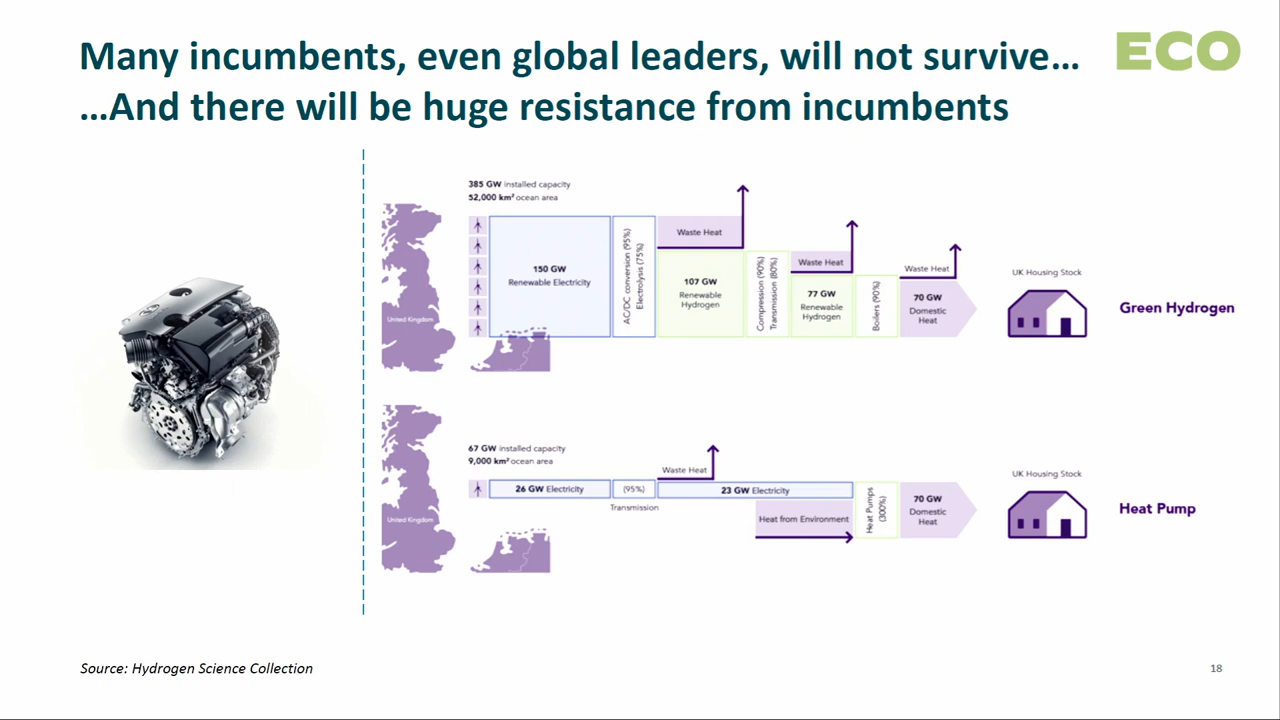 Many incumbents, even global leaders, will not survive…
…And there will be huge resistance from incumbents
ECO
385 GW installed capacity
52,000 km² ocean area
United Kingdom
150 GW
Renewable Electricity
AC/DC conversion (95%)
Electrolysis (75%)
Waste Heat
107 GW
Renewable
Hydrogen
Compression (90%)
Transmission (80%)
Waste Heat
77 GW
Renewable
Hydrogen
Boilers (90%)
Waste Heat
70 GW
Domestic
Heat
UK Housing Stock
Green Hydrogen
67 GW installed capacity
9,000 km² ocean area
United Kingdom
26 GW Electricity
(95%)
Transmission
Waste Heat
23 GW Electricity
Heat from Environment
Heat Pumps
(300%)
70 GW
Domestic
Heat
UK Housing Stock
Heat Pump
Source: Hydrogen Science Collection
18